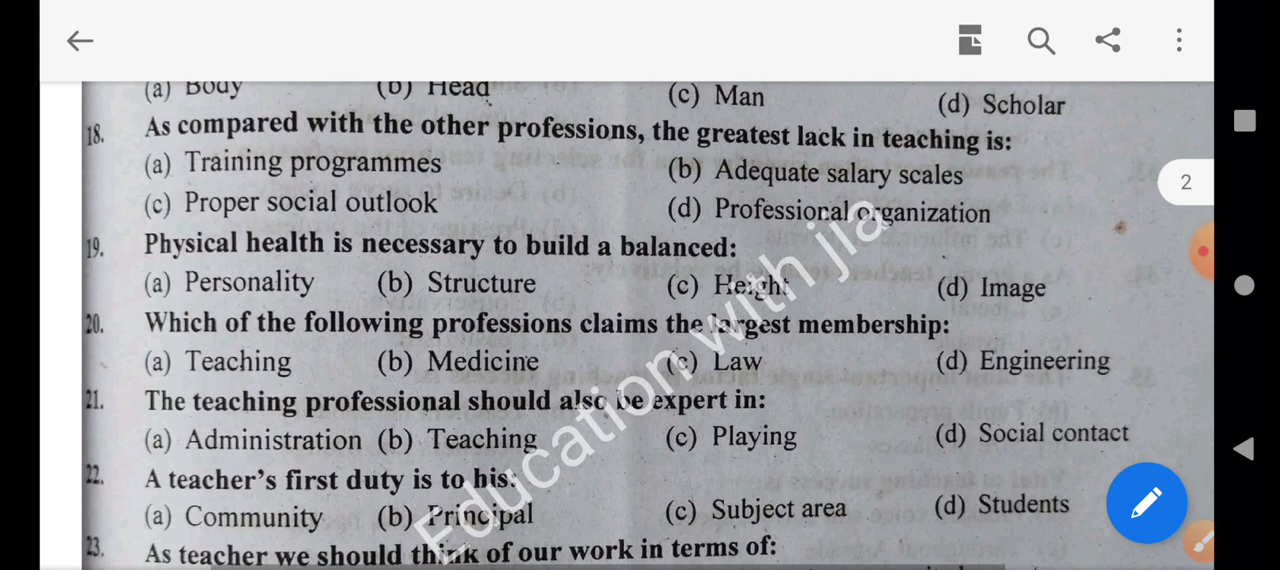 (a) Body (b) Head (c) Man (d) Scholar
18. As compared with the other professions, the greatest lack in teaching is:
(a) Training programmes (b) Adequate salary scales
(c) Proper social outlook (d) Professional organization
19. Physical health is necessary to build a balanced:
(a) Personality (b) Structure (c) Height (d) Image
20. Which of the following professions claims the largest membership:
(a) Teaching (b) Medicine (c) Law (d) Engineering
21. The teaching professional should also be expert in:
(a) Administration (b) Teaching (c) Playing (d) Social contact
22. A teacher's first duty is to his:
(a) Community (b) Principal (c) Subject area (d) Students
23. As teacher we should think of our work in terms of:
Education with jia
2